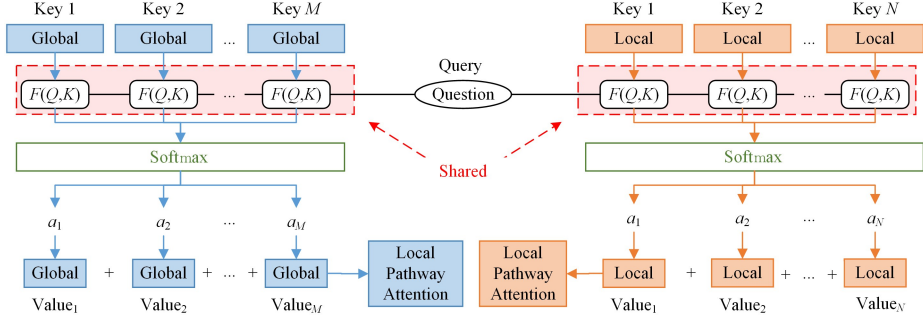 Key 1 Key 2 Key M Key 1 Key 2 Key N
Global Global ... Global Local Local ... Local
Query
F(Q,K) F(Q,K) ... F(Q,K) Question F(Q,K) F(Q,K) ... F(Q,K)
Shared
Softmax Softmax
a1 a2 ... aM a1 a2 ... aN
Global + Global + ... + Global Local Pathway Attention Local Pathway Attention Local + Local + ... + Local
Value1 Value2 ValueM Value1 Value2 ValueN